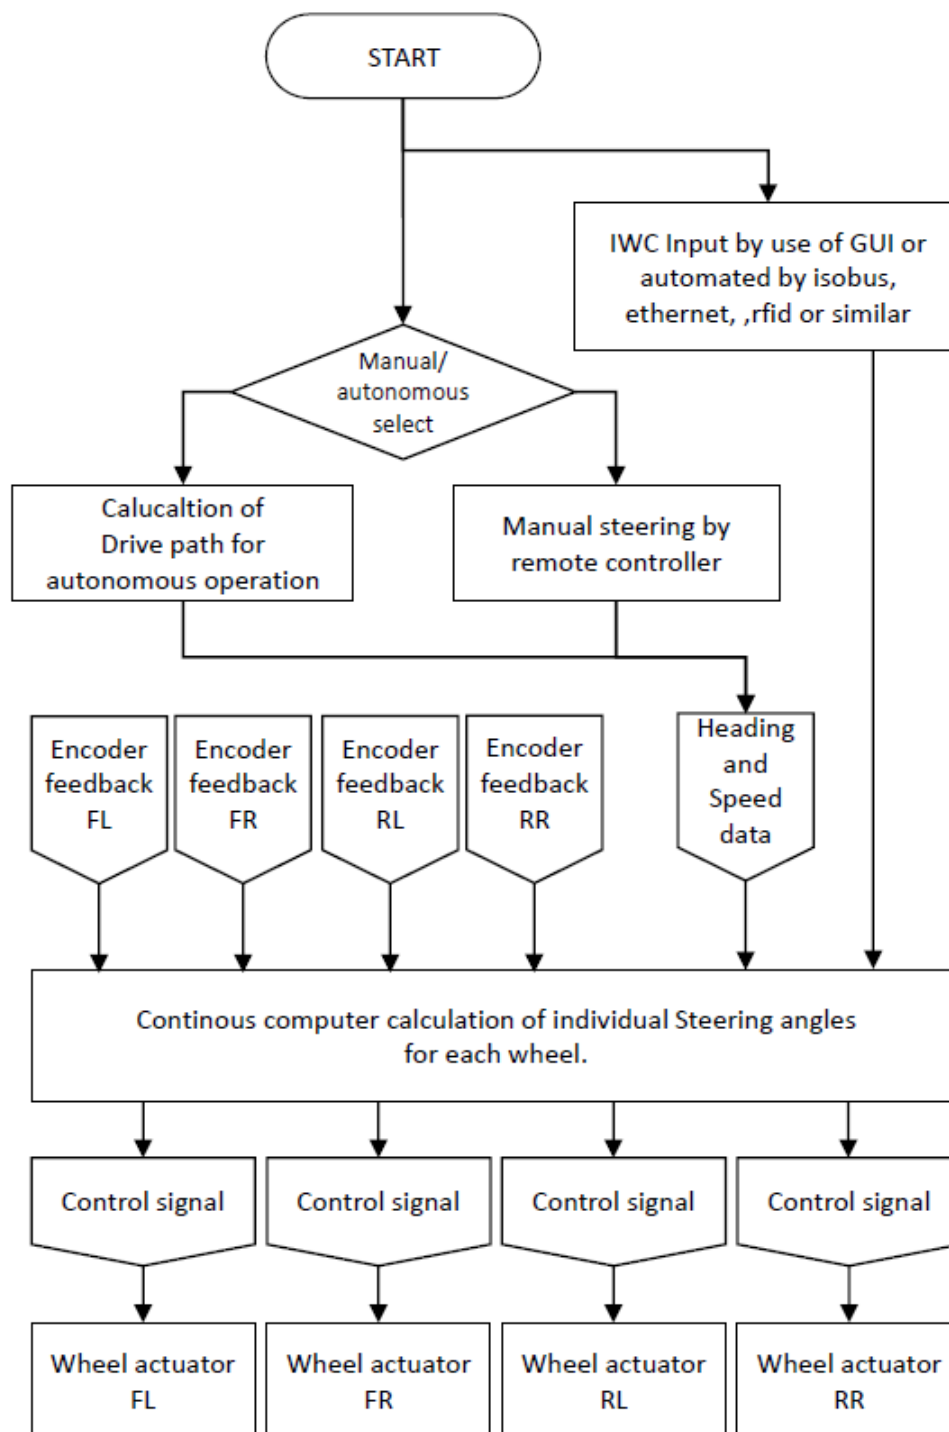 START
IWC Input by use of GUI or
automated by isobus,
ethernet, ,rfid or similar
Manual/
autonomous
select
Calucaltion of
Drive path for
autonomous operation
Manual steering by
remote controller
Encoder
feedback
FL
Encoder
feedback
FR
Encoder
feedback
RL
Encoder
feedback
RR
Heading
and
Speed
data
Continous computer calculation of individual Steering angles
for each wheel.
Control signal
Control signal
Control signal
Control signal
Wheel actuator
FL
Wheel actuator
FR
Wheel actuator
RL
Wheel actuator
RR